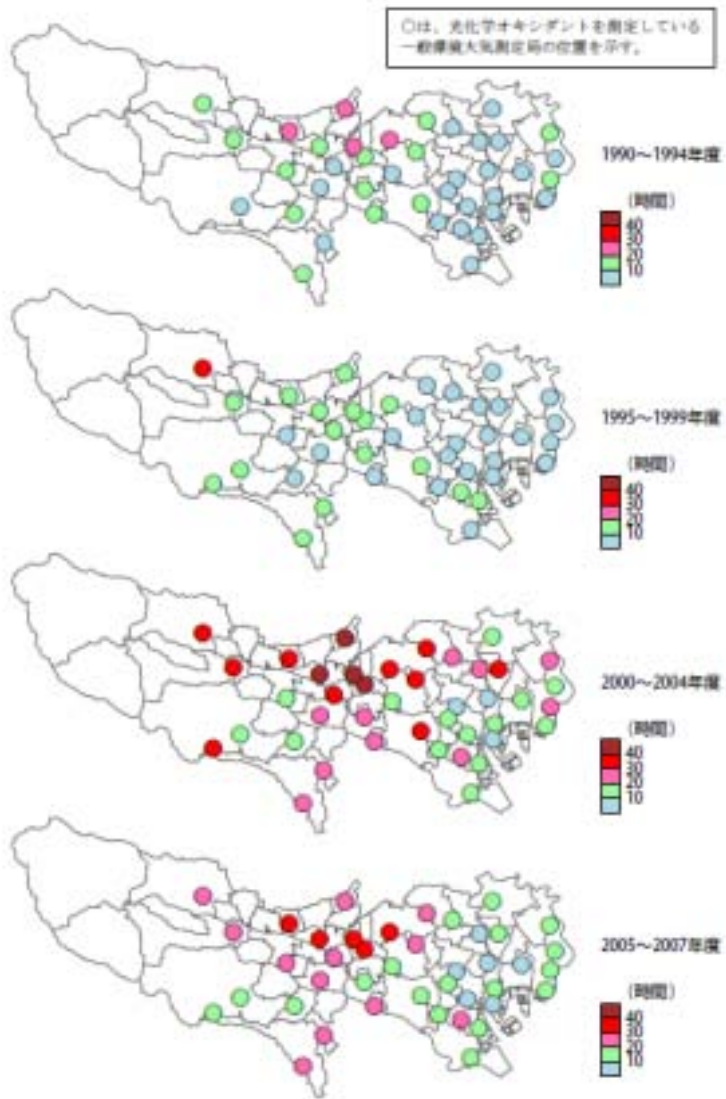 ○は、光化学オキシダントを測定している
一般環境大気測定局の位置を示す。
1990〜1994年度
(時間)
40
30
20
10
1995〜1999年度
(時間)
40
30
20
10
2000〜2004年度
(時間)
40
30
20
10
2005〜2007年度
(時間)
40
30
20
10